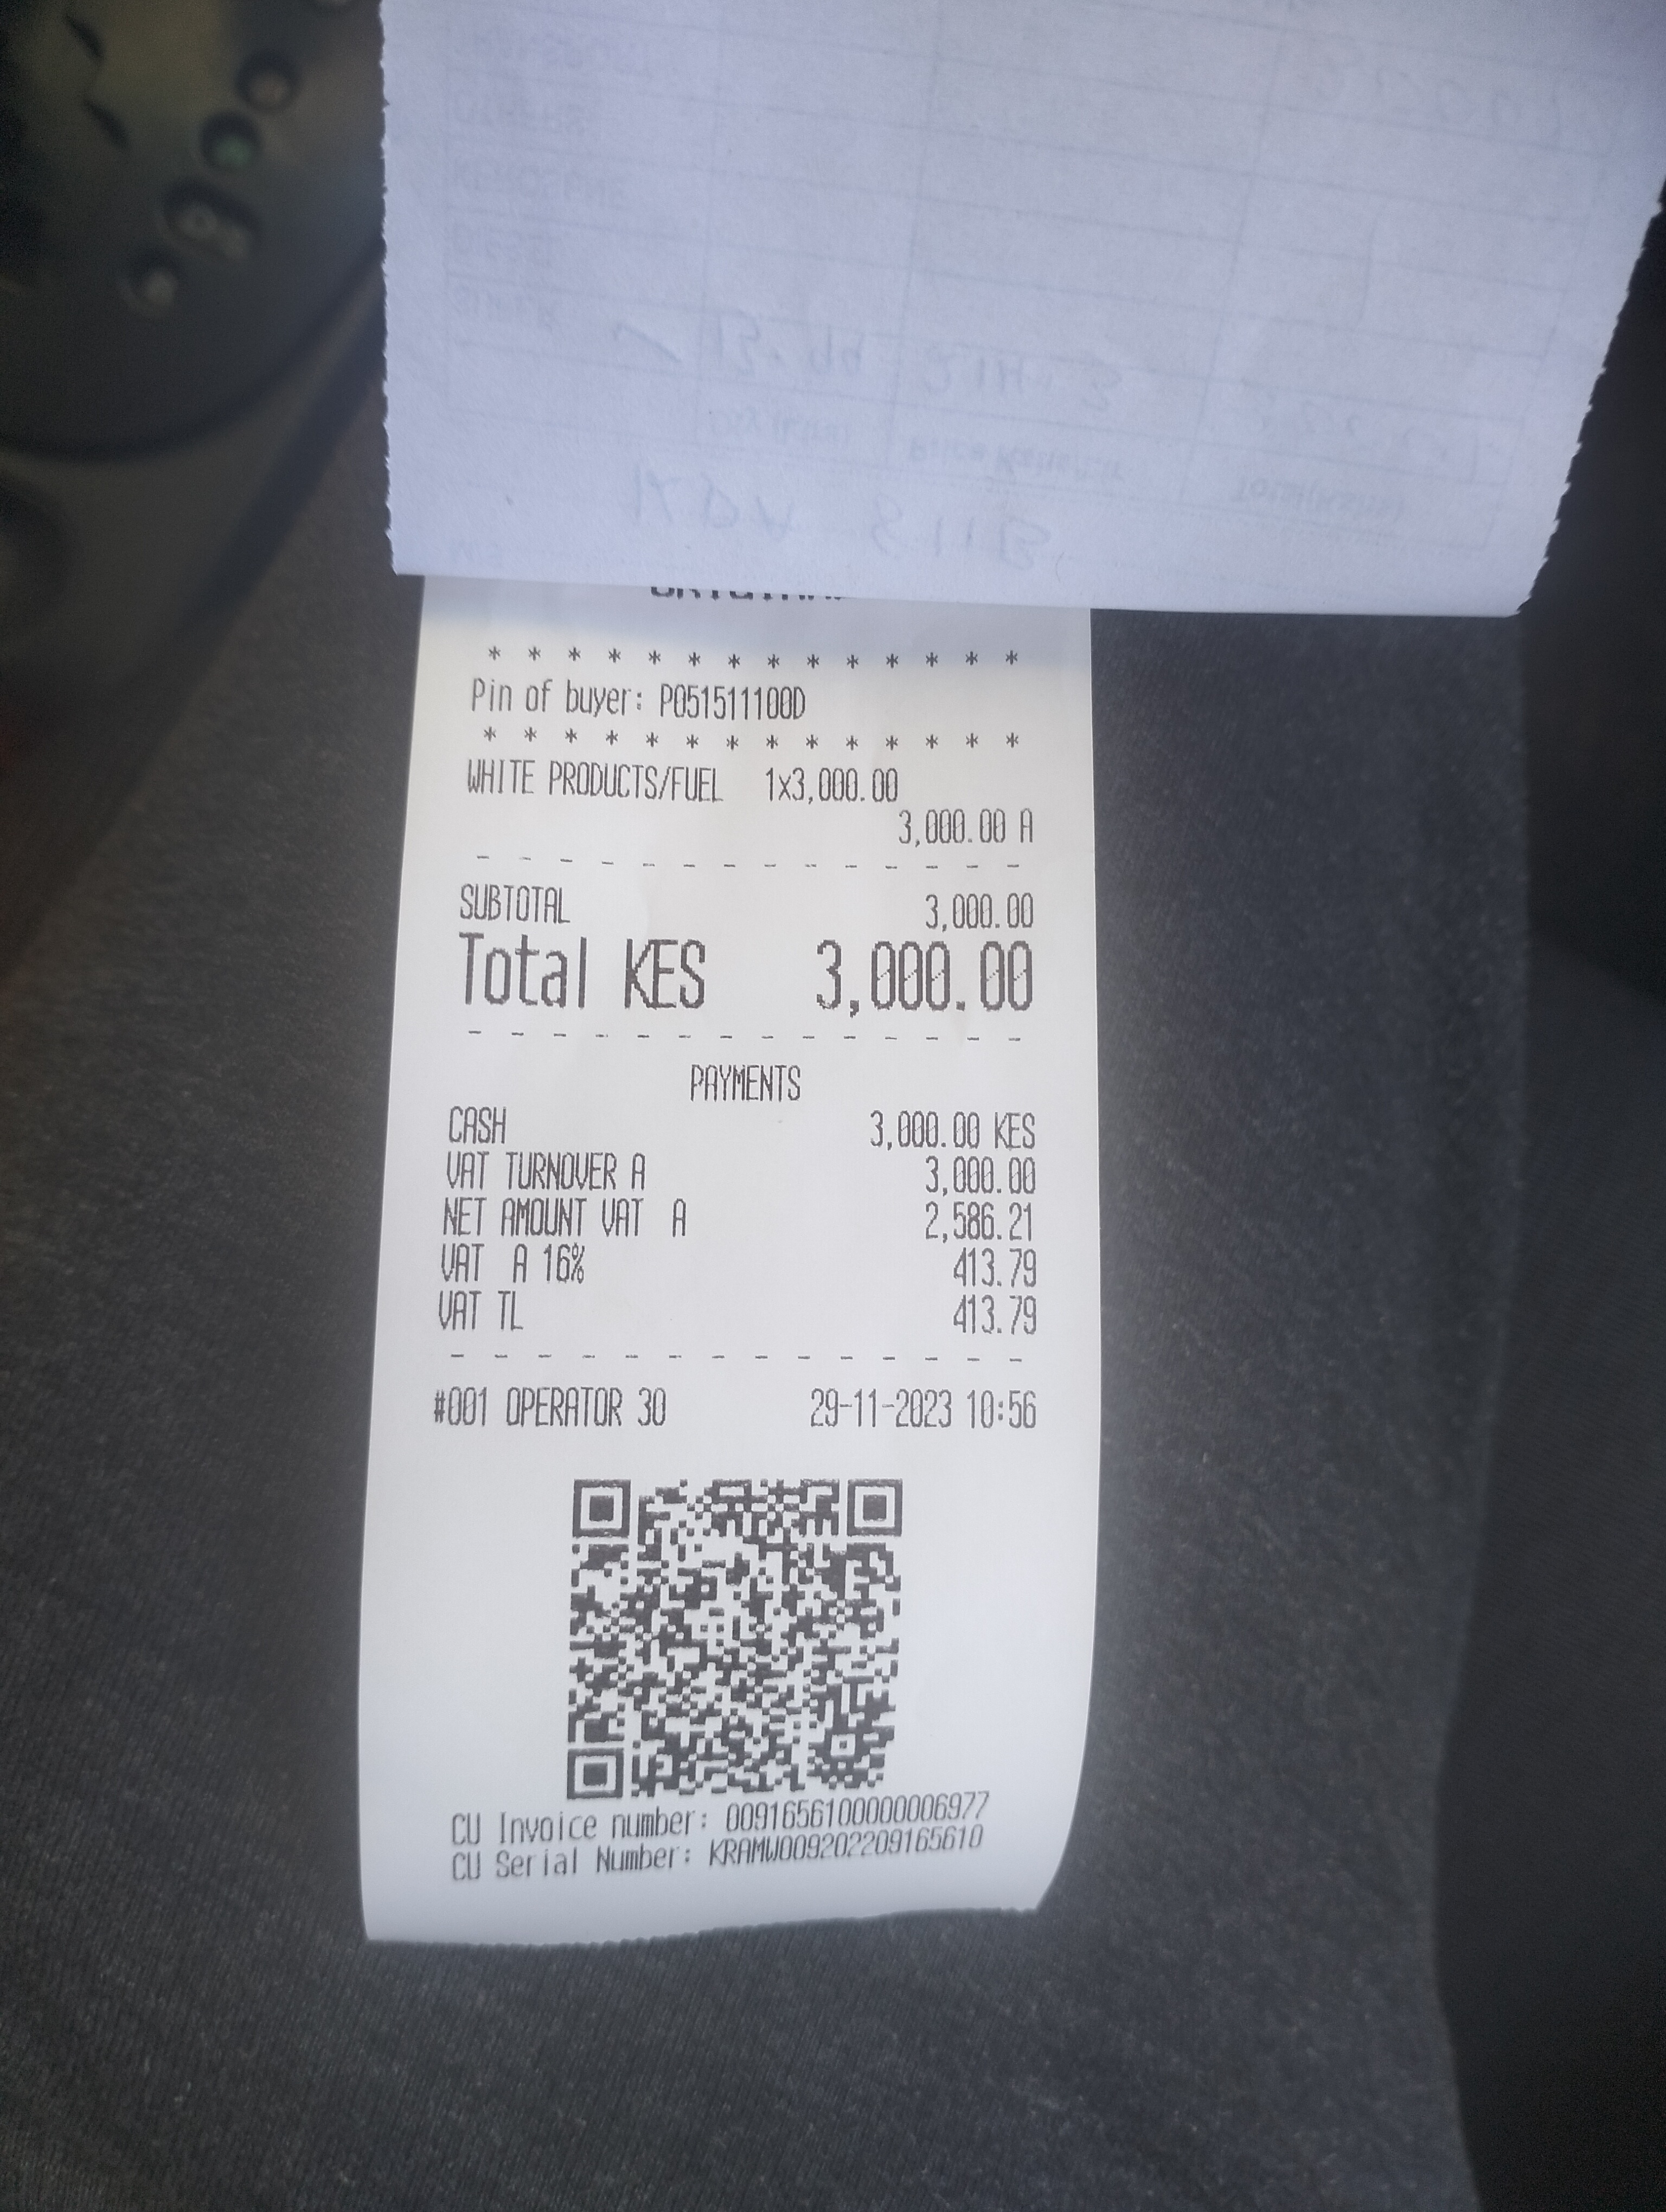 * * * * * * * * * * * * * *
Pin of buyer: P051511100D
* * * * * * * * * * * * * *
WHITE PRODUCTS/FUEL 1x3,000.00
3,000.00 A
- - - - - - - - - - - - - -
SUBTOTAL 3,000.00
Total KES 3,000.00
- - - - - - - - - - - - - -
PAYMENTS
CASH 3,000.00 KES
VAT TURNOVER A 3,000.00
NET AMOUNT VAT A 2,586.21
VAT A 16% 413.79
VAT TL 413.79
- - - - - - - - - - - - - -
#001 OPERATOR 30 29-11-2023 10:56
CU Invoice number: 0091656100000006977
CU Serial Number: KRAMW009202209165610